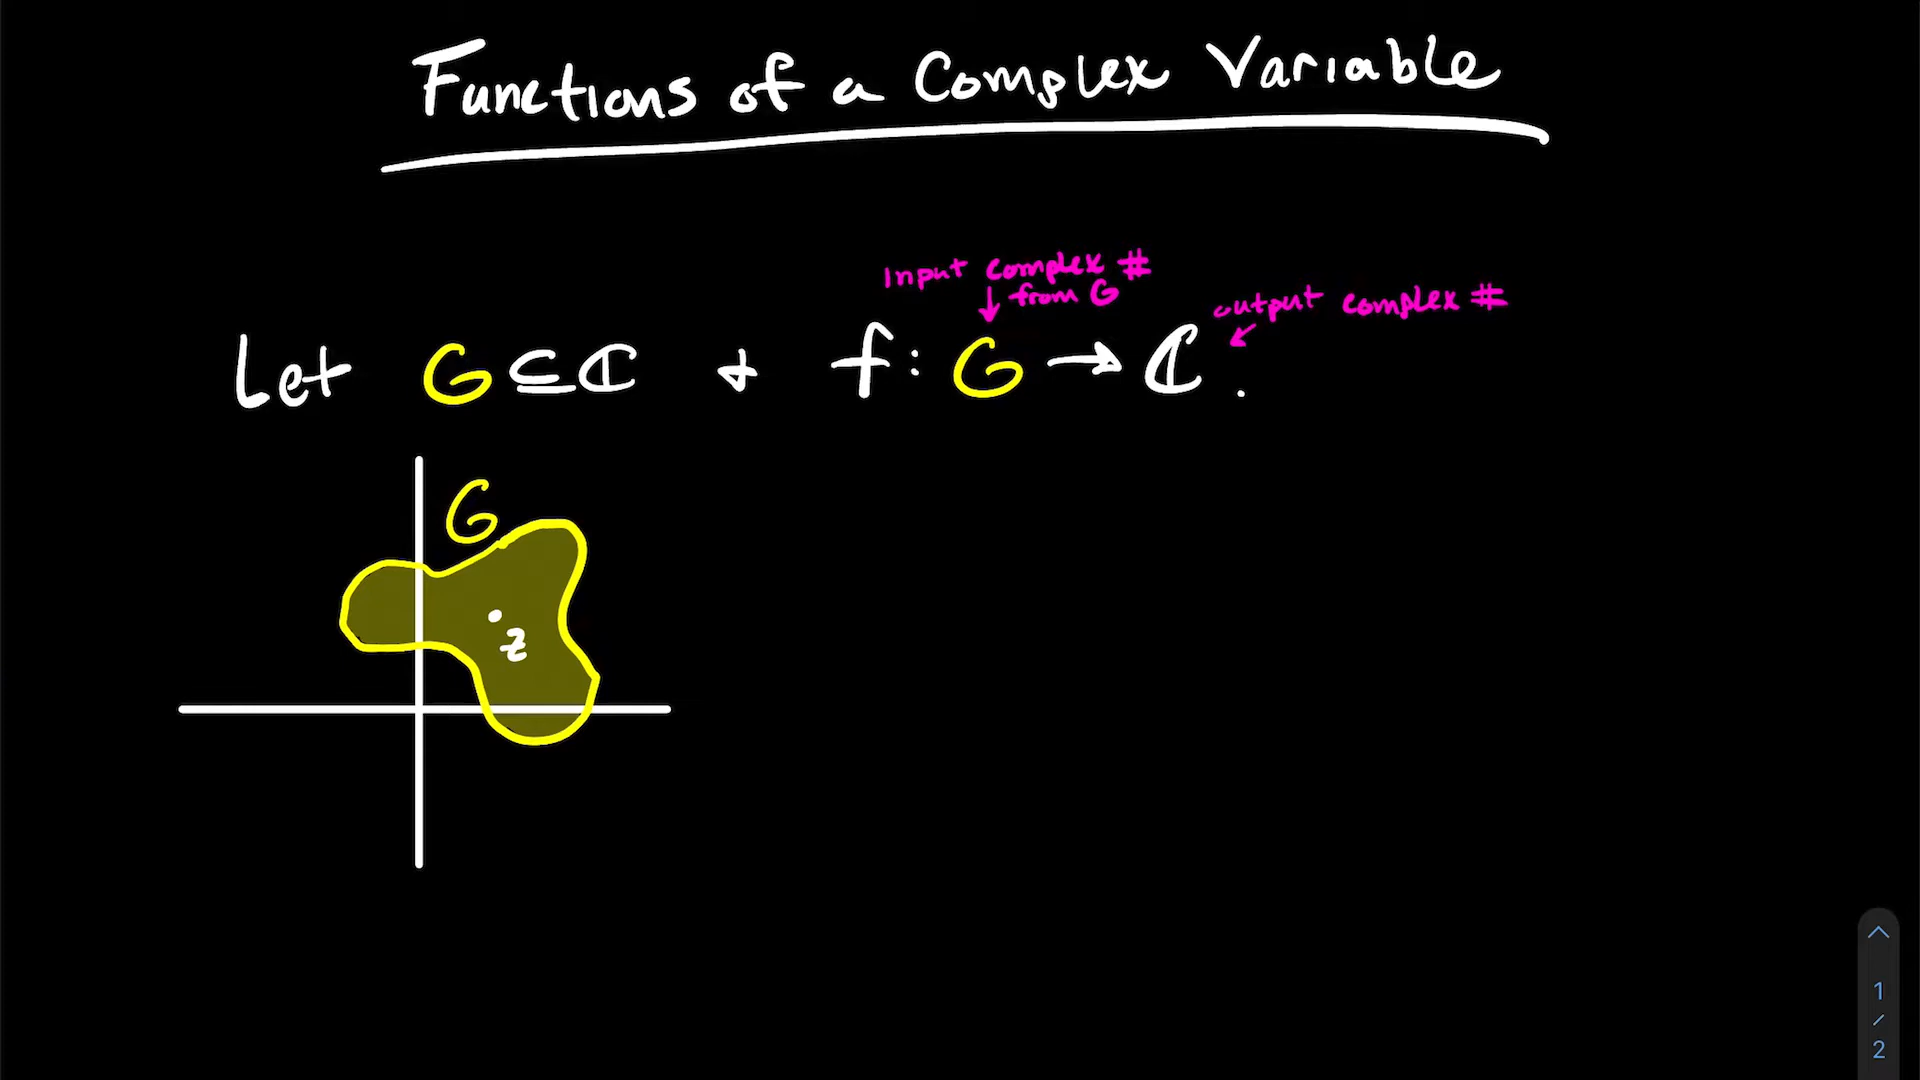 Functions of a Complex Variable
Input complex #
↓ from G
output complex #
Let G ⊆ ℂ & f: G → ℂ.
G
z
1
/
2